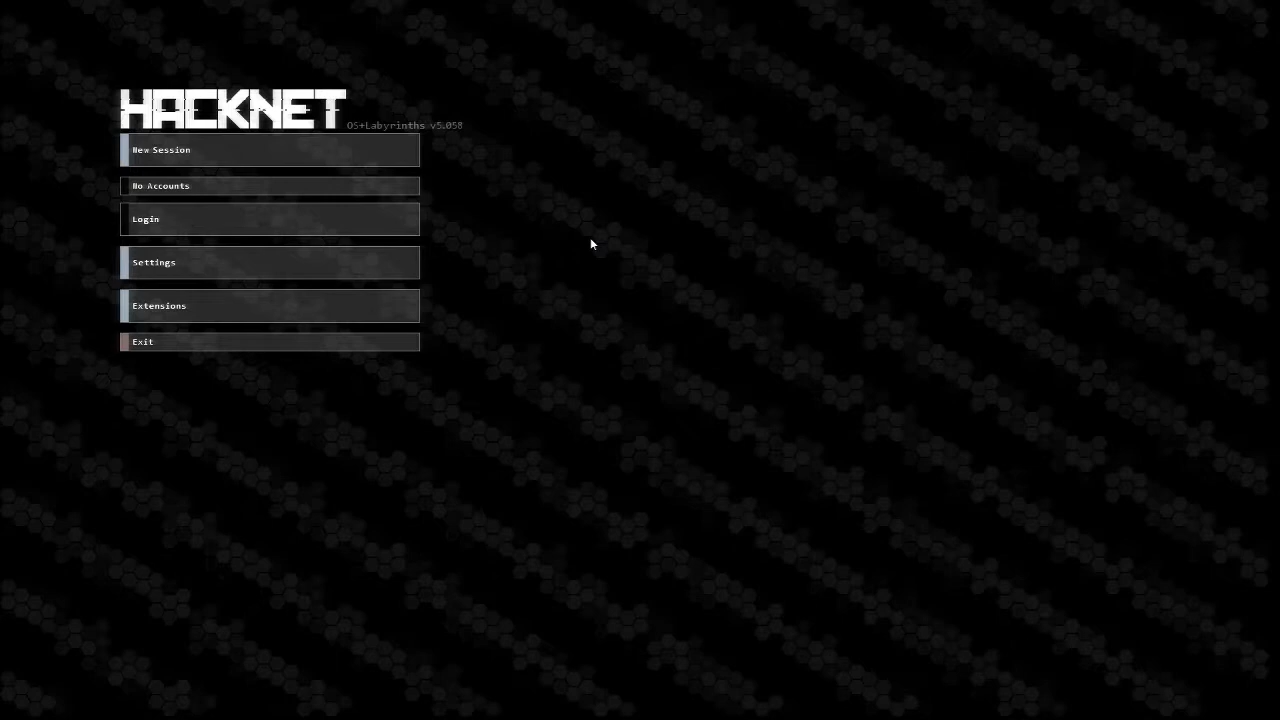 HACKNET
OS+Labyrinths v5.058
New Session
No Accounts
Login
Settings
Extensions
Exit